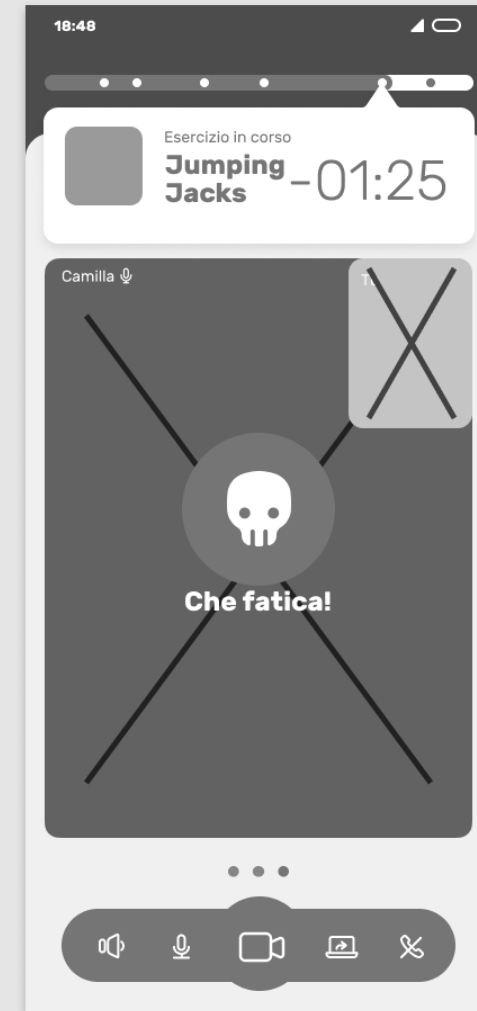 18:48
Esercizio in corso
Jumping
Jacks
-01:25
Camilla
Che fatica!